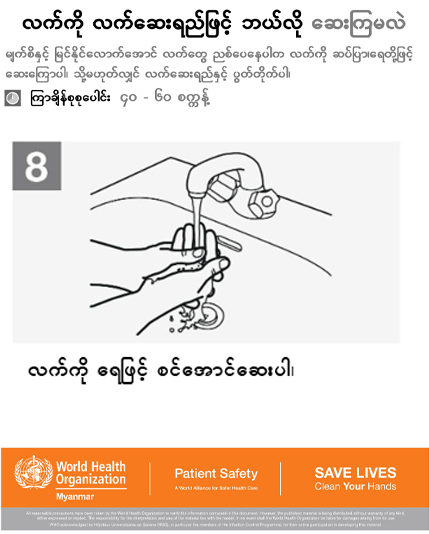 လက်ကို လက်ဆေးရည်ဖြင့် ဘယ်လို ဆေးကြမလဲ
မျက်စိနှင့် မြင်နိုင်လောက်အောင် လက်တွေ ညစ်ပေနေပါက လက်ကို ဆပ်ပြာ၊ရေတို့ဖြင့်
ဆေးကြောပါ၊ သို့မဟုတ်လျှင် လက်ဆေးရည်နှင့် ပွတ်တိုက်ပါ၊
ကြာချိန်စုစုပေါင်း ၄၀ - ၆၀ စက္ကန့်
8
လက်ကို ရေဖြင့် စင်အောင်ဆေးပါ၊
World Health
Organization
Myanmar
Patient Safety
A World Alliance for Safer Health Care
SAVE LIVES
Clean Your Hands